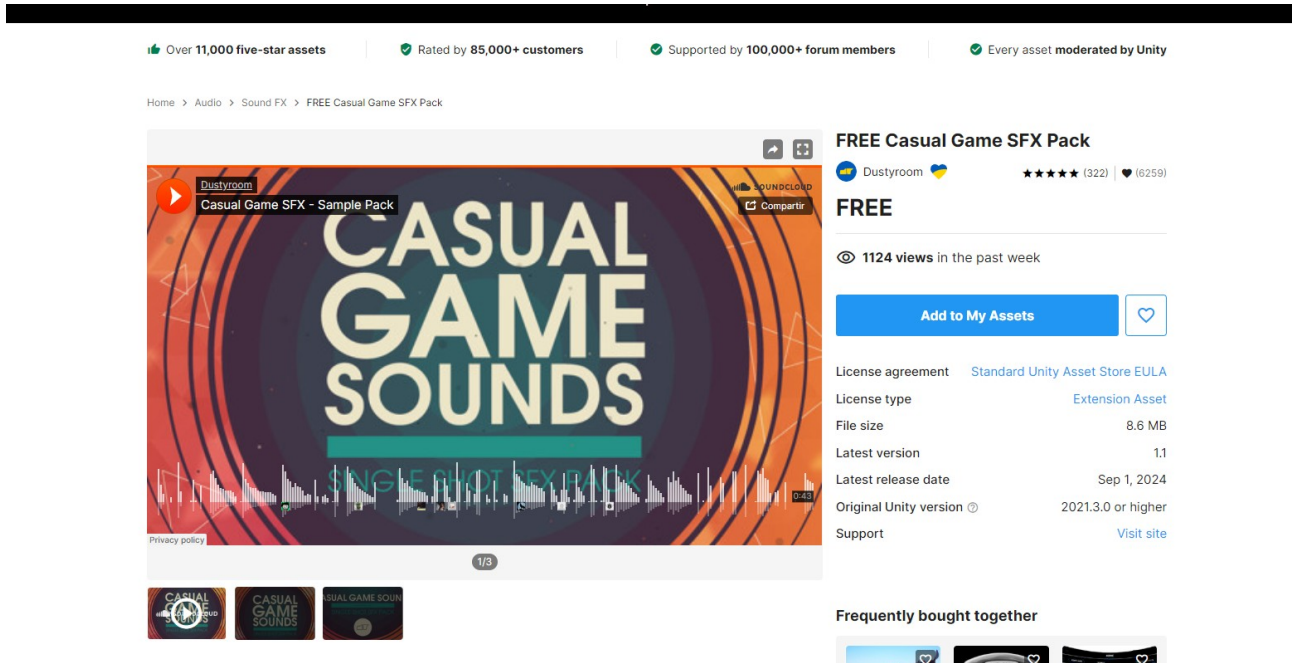 Over 11,000 five-star assets
Rated by 85,000+ customers
Supported by 100,000+ forum members
Every asset moderated by Unity
Home > Audio > Sound FX > FREE Casual Game SFX Pack
Dustyroom
Casual Game SFX - Sample Pack
SOUNDCLOUD
Compartir
CASUAL
GAME
SOUNDS
SINGLE SHOT SFX PACK
0:43
Privacy policy
1/3
CASUAL
GAME
SOUNDS
CASUAL GAME SOUN
FREE Casual Game SFX Pack
Dustyroom
(322)
(6259)
FREE
1124 views in the past week
Add to My Assets
License agreement Standard Unity Asset Store EULA
License type Extension Asset
File size 8.6 MB
Latest version 1.1
Latest release date Sep 1, 2024
Original Unity version 2021.3.0 or higher
Support Visit site
Frequently bought together